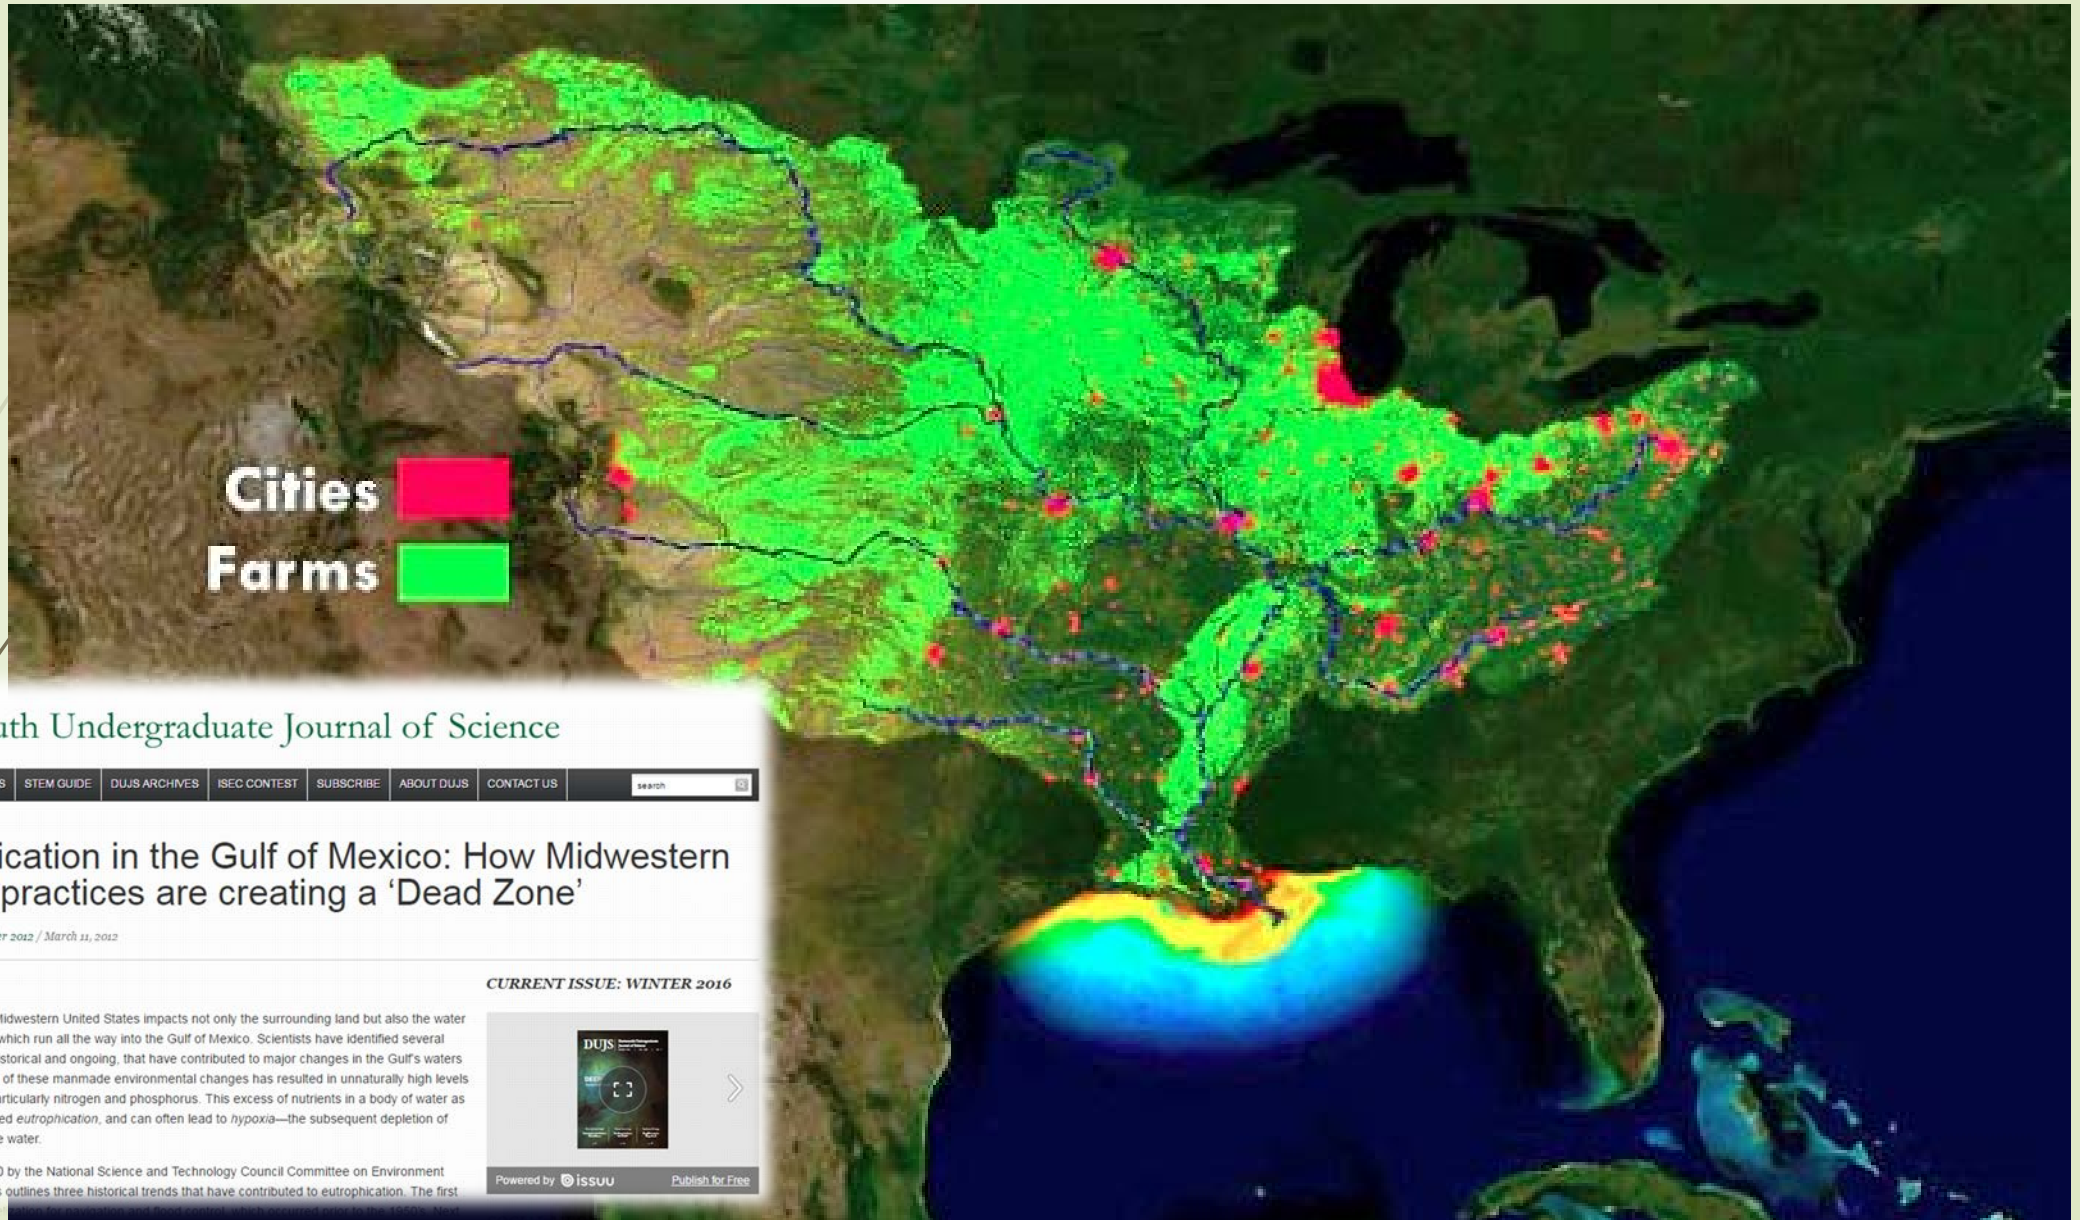 Cities
Farms
uth Undergraduate Journal of Science
S STEM GUIDE DUJS ARCHIVES ISEC CONTEST SUBSCRIBE ABOUT DUJS CONTACT US search
ication in the Gulf of Mexico: How Midwestern
practices are creating a ‘Dead Zone’
er 2012 / March 11, 2012
CURRENT ISSUE: WINTER 2016
Midwestern United States impacts not only the surrounding land but also the water
which run all the way into the Gulf of Mexico. Scientists have identified several
storical and ongoing, that have contributed to major changes in the Gulf's waters
of these manmade environmental changes has resulted in unnaturally high levels
articularly nitrogen and phosphorus. This excess of nutrients in a body of water as
ed eutrophication, and can often lead to hypoxia—the subsequent depletion of
e water.
0 by the National Science and Technology Council Committee on Environment
s outlines three historical trends that have contributed to eutrophication. The first
DUJS
Powered by issuu Publish for Free